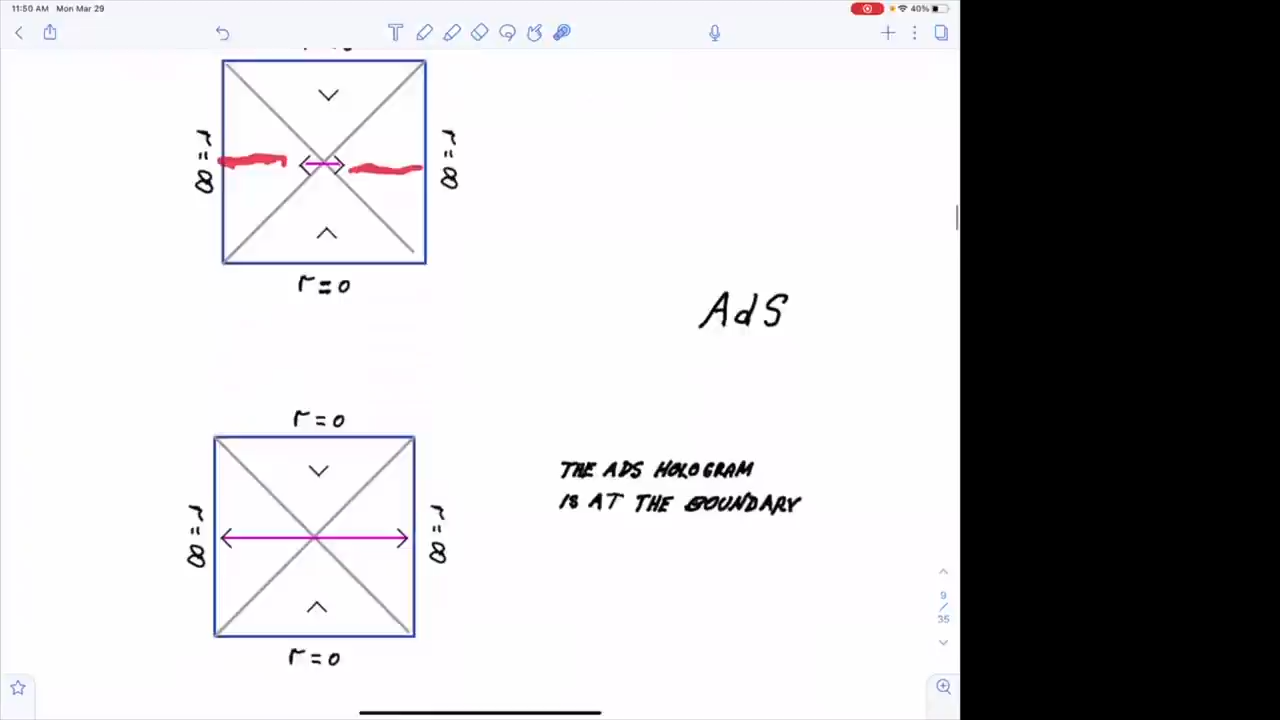 11:50 AM Mon Mar 29
40%
r = ∞
r = ∞
r = 0
AdS
r = 0
THE ADS HOLOGRAM
IS AT THE BOUNDARY
r = ∞
r = ∞
9
/
35
r = 0